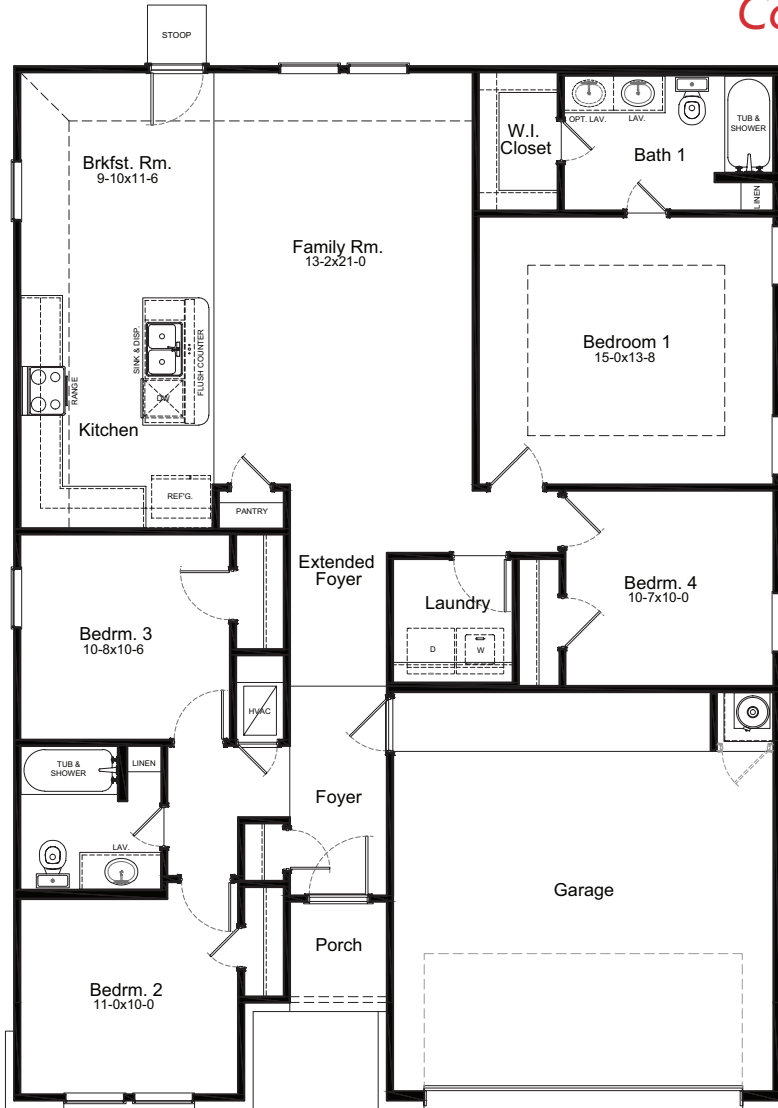 Co
STOOP
Brkfst. Rm.
9-10x11-6
Family Rm.
13-2x21-0
W.I.
Closet
OPT. LAV.
LAV.
TUB &
SHOWER
Bath 1
LINEN
Bedroom 1
15-0x13-8
RANGE
SINK & DISP.
FLUSH COUNTER
DW
Kitchen
REF'G.
PANTRY
Extended
Foyer
Laundry
D
W
Bedrm. 4
10-7x10-0
Bedrm. 3
10-8x10-6
HVAC
TUB &
SHOWER
LINEN
LAV.
Foyer
Garage
Porch
Bedrm. 2
11-0x10-0